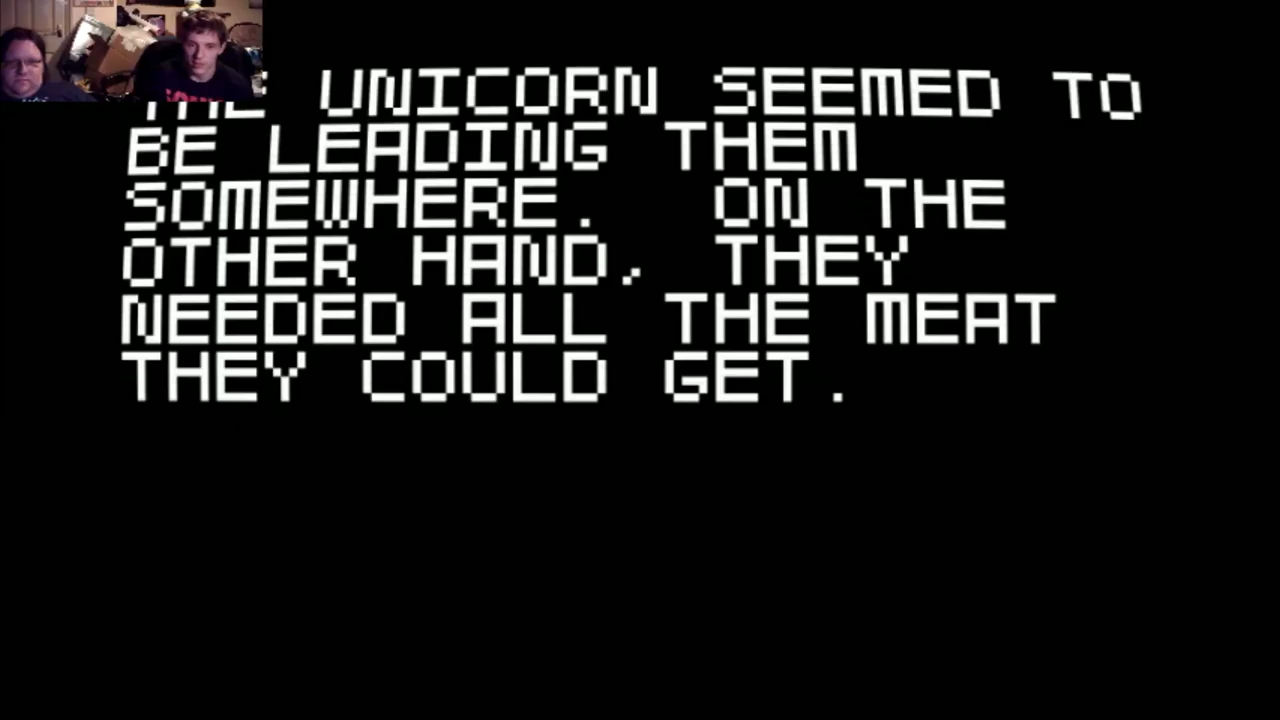 THE UNICORN SEEMED TO
BE LEADING THEM
SOMEWHERE. ON THE
OTHER HAND, THEY
NEEDED ALL THE MEAT
THEY COULD GET.